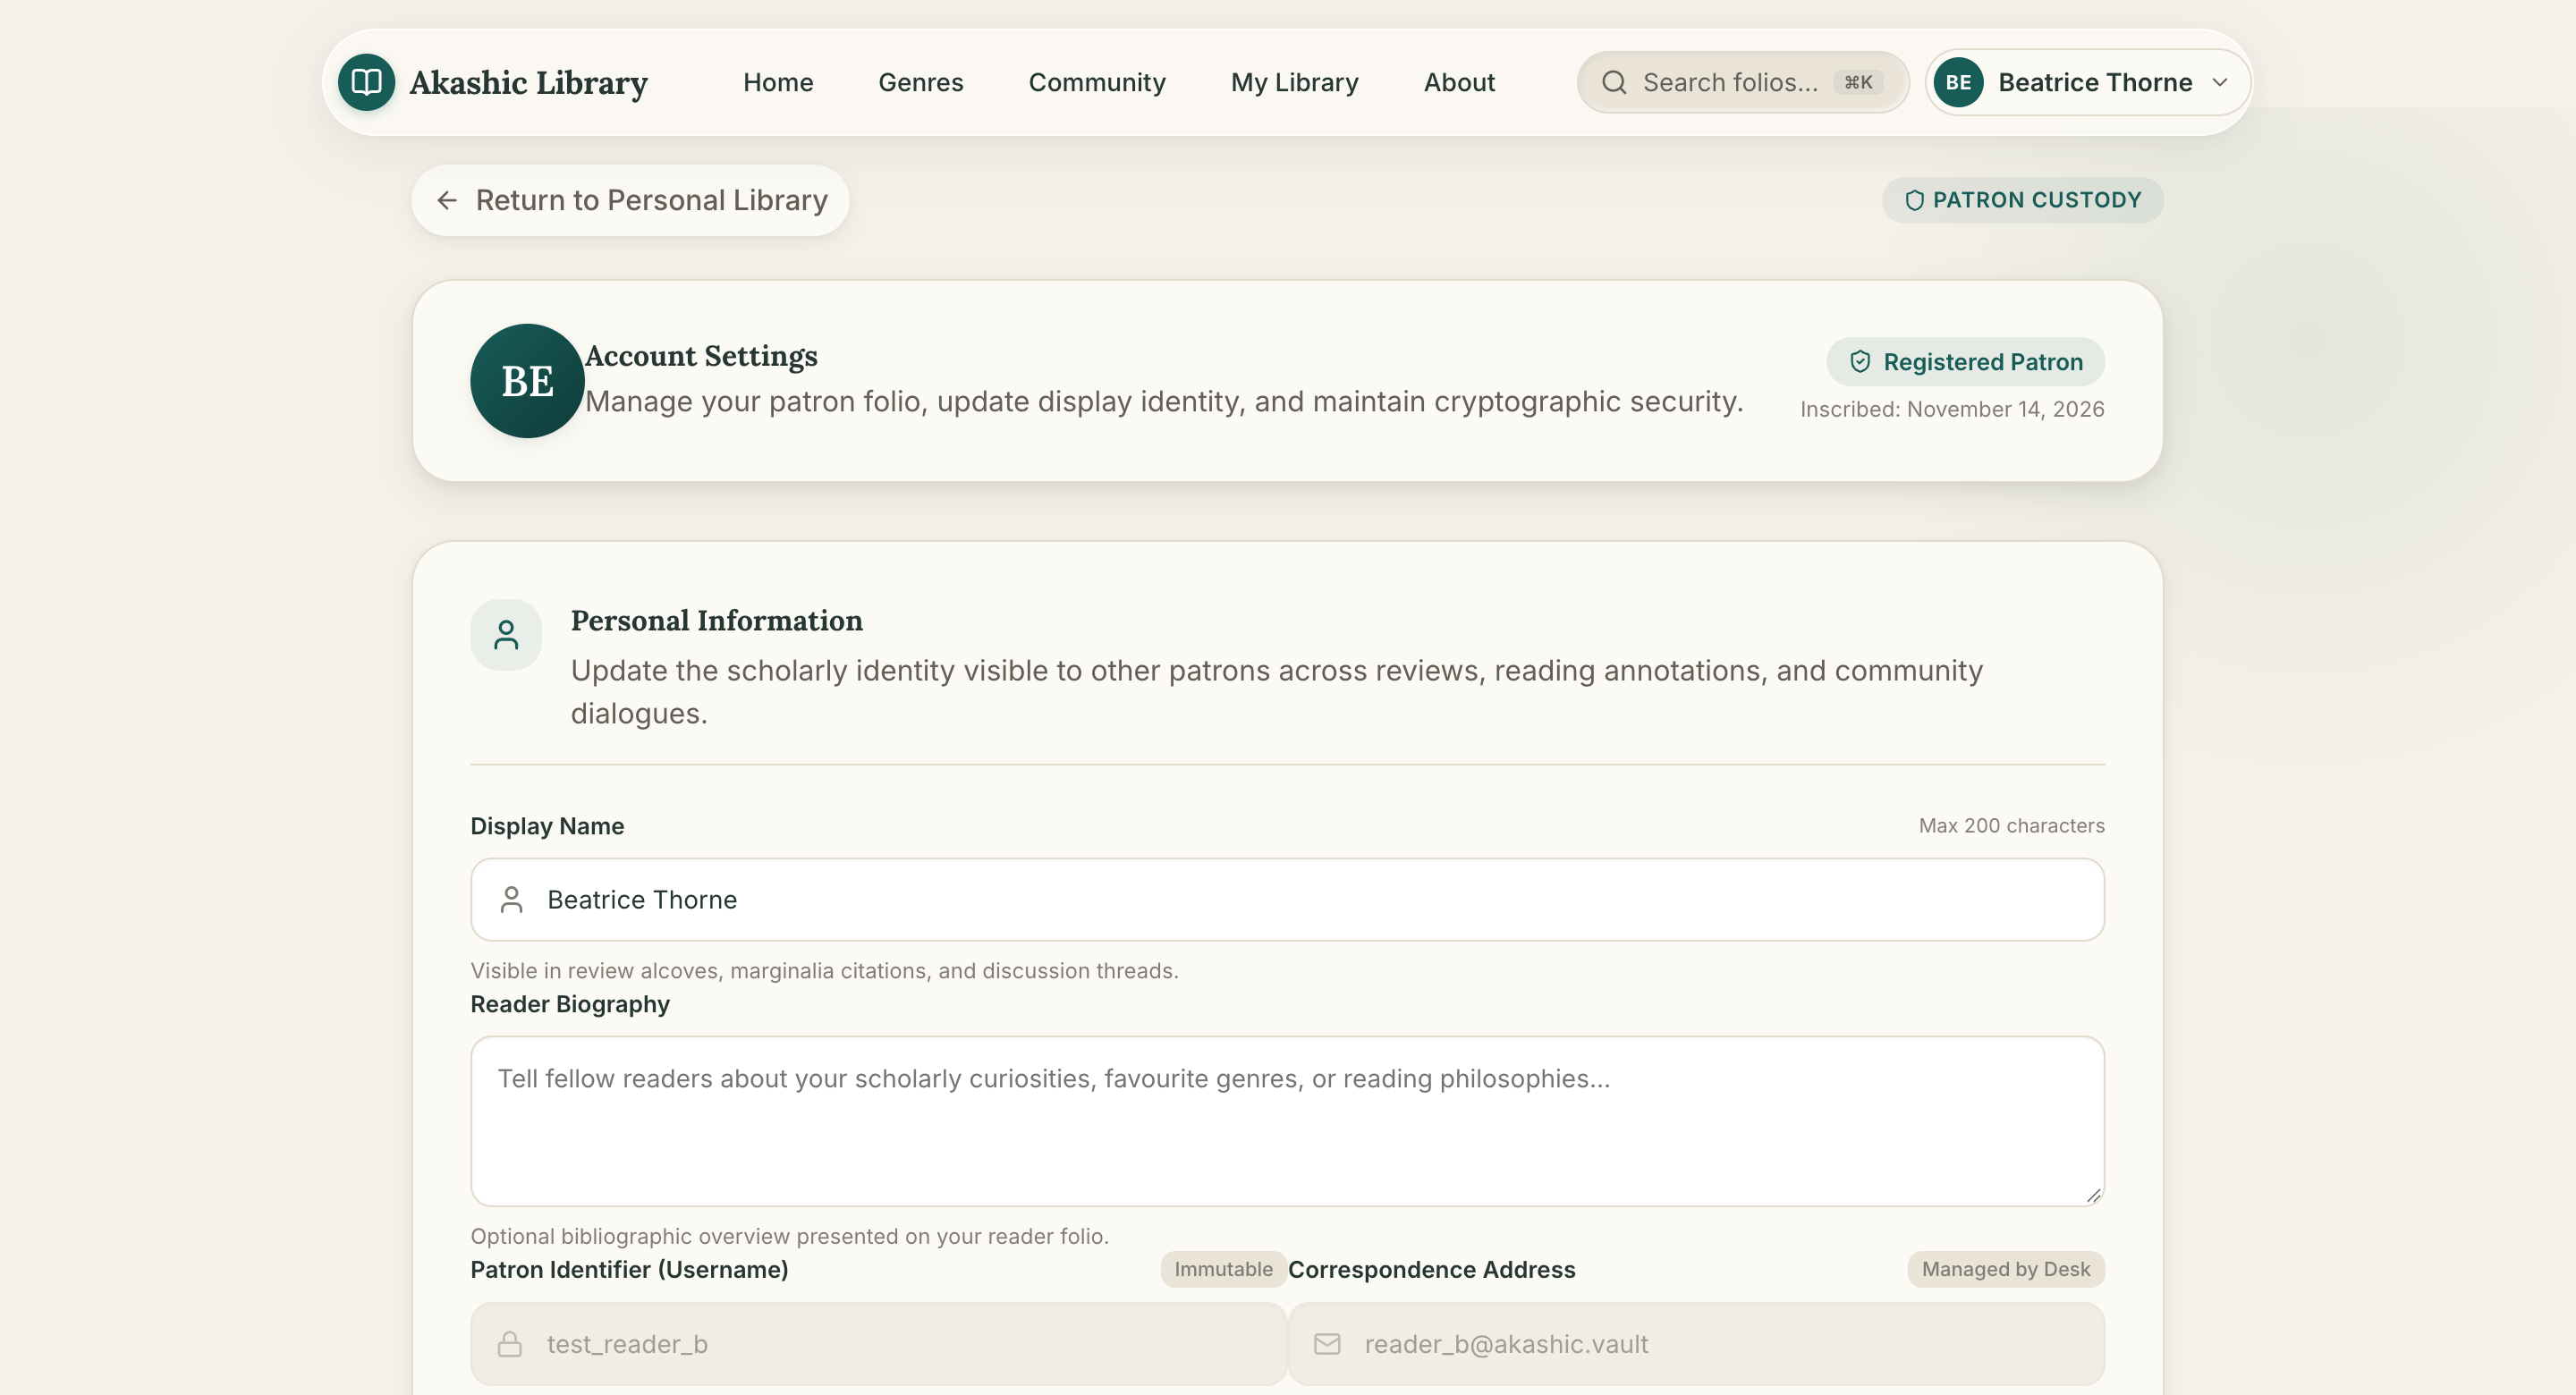 Akashic Library
Home
Genres
Community
My Library
About
Search folios...
⌘K
BE
Beatrice Thorne
Return to Personal Library
PATRON CUSTODY
BE
Account Settings
Manage your patron folio, update display identity, and maintain cryptographic security.
Registered Patron
Inscribed: November 14, 2026
Personal Information
Update the scholarly identity visible to other patrons across reviews, reading annotations, and community
dialogues.
Display Name
Max 200 characters
Beatrice Thorne
Visible in review alcoves, marginalia citations, and discussion threads.
Reader Biography
Tell fellow readers about your scholarly curiosities, favourite genres, or reading philosophies...
Optional bibliographic overview presented on your reader folio.
Patron Identifier (Username)
Immutable
Correspondence Address
Managed by Desk
test_reader_b
reader_b@akashic.vault